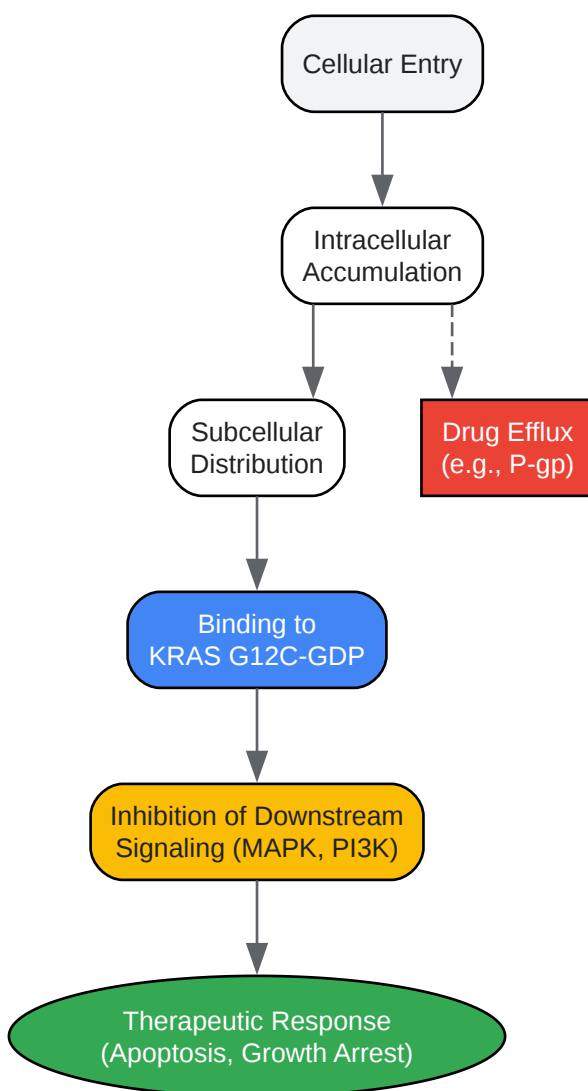 Cellular Entry
Intracellular
Accumulation
Subcellular
Distribution
Drug Efflux
(e.g., P-gp)
Binding to
KRAS G12C-GDP
Inhibition of Downstream
Signaling (MAPK, PI3K)
Therapeutic Response
(Apoptosis, Growth Arrest)